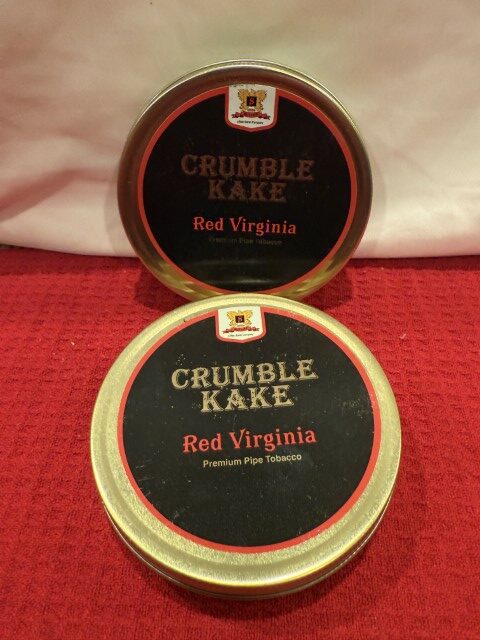 CRUMBLE
KAKE
Red Virginia
Premium Pipe Tobacco
CRUMBLE
KAKE
Red Virginia
Premium Pipe Tobacco